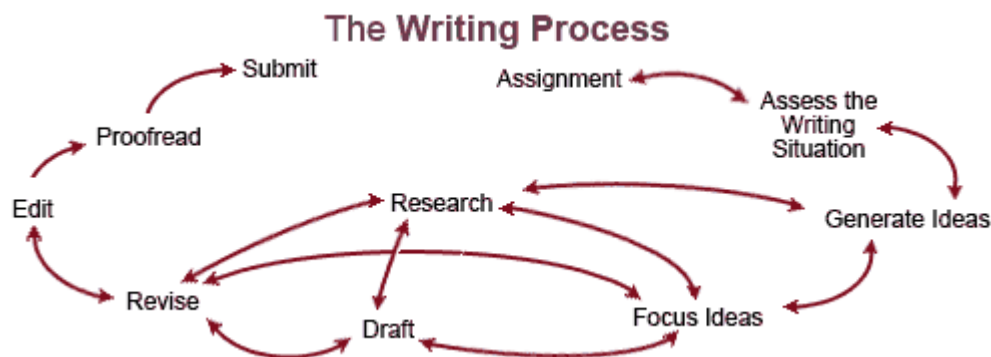 The Writing Process
Submit
Assignment
Assess the
Writing
Situation
Proofread
Research
Edit
Generate Ideas
Revise
Draft
Focus Ideas